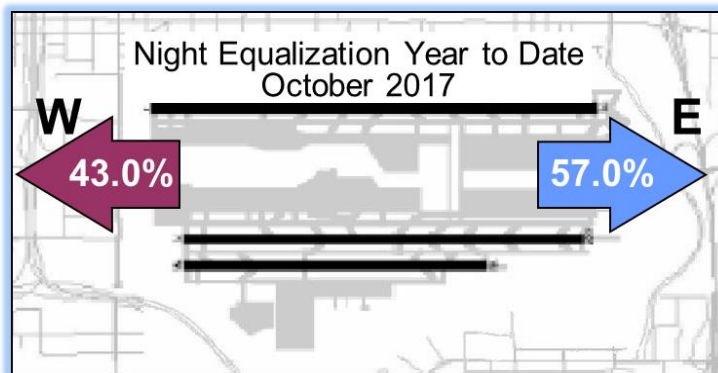 Night Equalization Year to Date
October 2017
W
E
43.0%
57.0%